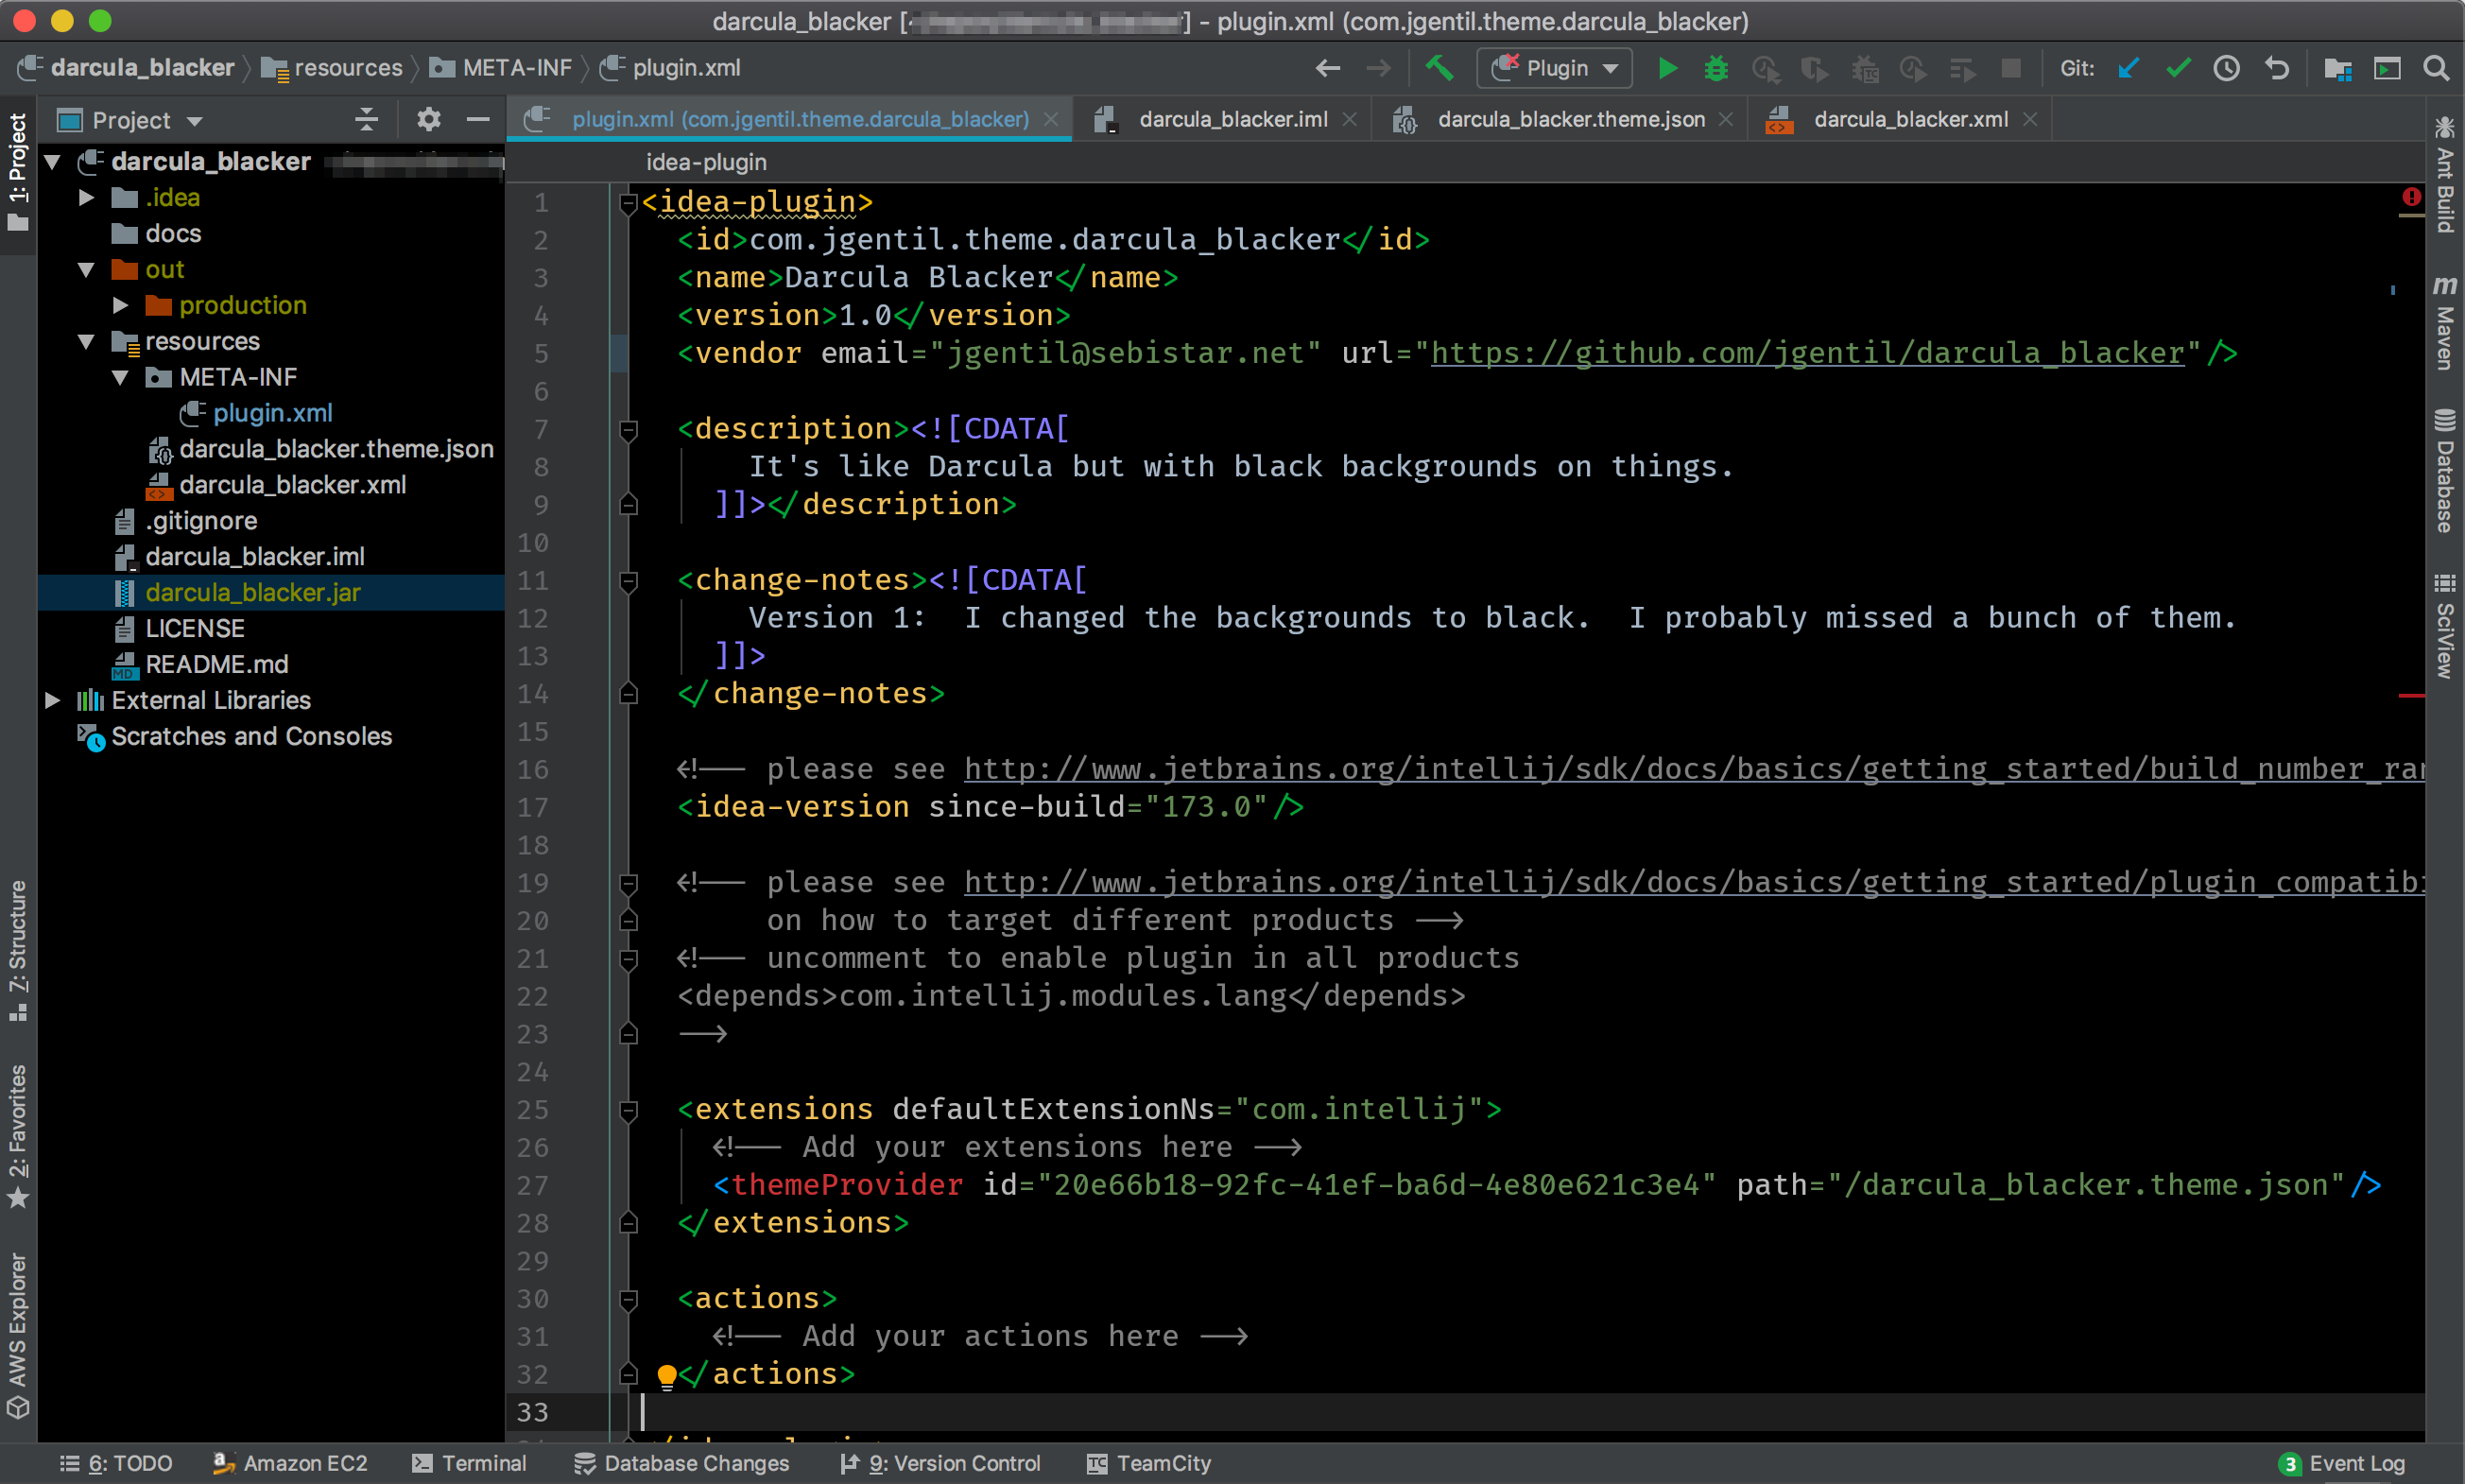 darcula_blacker [ ] - plugin.xml (com.jgentil.theme.darcula_blacker)
darcula_blacker resources META-INF plugin.xml Plugin Git:
1: Project
7: Structure
2: Favorites
AWS Explorer
Project
darcula_blacker
.idea
docs
out
production
resources
META-INF
plugin.xml
darcula_blacker.theme.json
darcula_blacker.xml
.gitignore
darcula_blacker.iml
darcula_blacker.jar
LICENSE
README.md
MD
External Libraries
Scratches and Consoles
plugin.xml (com.jgentil.theme.darcula_blacker) darcula_blacker.iml darcula_blacker.theme.json darcula_blacker.xml
idea-plugin
1 <idea-plugin>
2 <id>com.jgentil.theme.darcula_blacker</id>
3 <name>Darcula Blacker</name>
4 <version>1.0</version>
5 <vendor email="jgentil@sebistar.net" url="https://github.com/jgentil/darcula_blacker"/>
6
7 <description><![CDATA[
8 It's like Darcula but with black backgrounds on things.
9 ]]></description>
10
11 <change-notes><![CDATA[
12 Version 1:  I changed the backgrounds to black.  I probably missed a bunch of them.
13 ]]>
14 </change-notes>
15
16 <!-- please see http://www.jetbrains.org/intellij/sdk/docs/basics/getting_started/build_number_ran
17 <idea-version since-build="173.0"/>
18
19 <!-- please see http://www.jetbrains.org/intellij/sdk/docs/basics/getting_started/plugin_compatibi
20 on how to target different products -->
21 <!-- uncomment to enable plugin in all products
22 <depends>com.intellij.modules.lang</depends>
23 -->
24
25 <extensions defaultExtensionNs="com.intellij">
26 <!-- Add your extensions here -->
27 <themeProvider id="20e66b18-92fc-41ef-ba6d-4e80e621c3e4" path="/darcula_blacker.theme.json"/>
28 </extensions>
29
30 <actions>
31 <!-- Add your actions here -->
32 </actions>
33
Ant Build
m Maven
Database
SciView
6: TODO Amazon EC2 Terminal Database Changes 9: Version Control TC TeamCity 3 Event Log